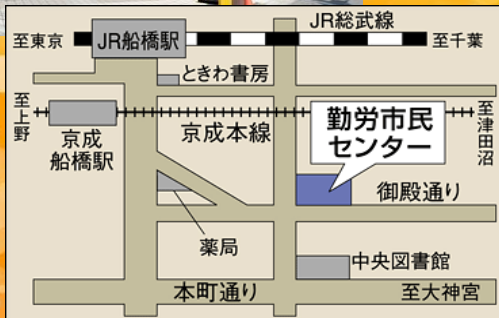 JR総武線
至東京
JR船橋駅
至千葉
ときわ書房
至上野
京成本線
至津田沼
京成
船橋駅
勤労市民
センター
御殿通り
薬局
中央図書館
本町通り
至大神宮